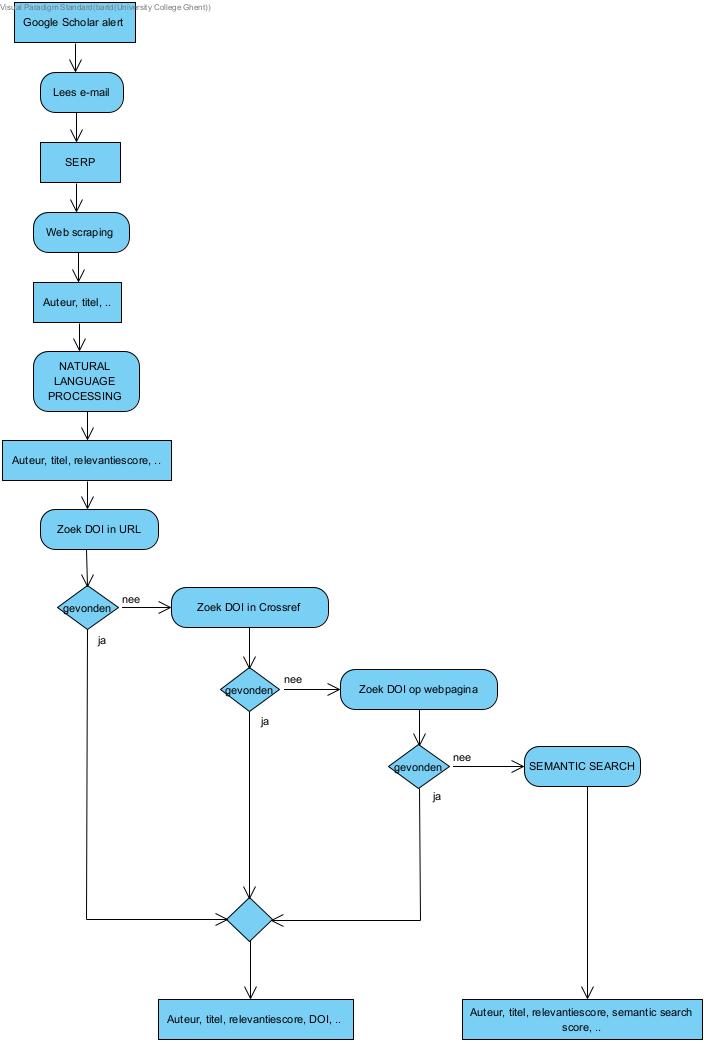 Visual Paradigm Standard(barld(University College Ghent))
Google Scholar alert
Lees e-mail
SERP
Web scraping
Auteur, titel, ..
NATURAL
LANGUAGE
PROCESSING
Auteur, titel, relevantiescore, ..
Zoek DOI in URL
gevonden
nee
ja
Zoek DOI in Crossref
gevonden
nee
ja
Zoek DOI op webpagina
gevonden
nee
ja
SEMANTIC SEARCH
Auteur, titel, relevantiescore, DOI, ..
Auteur, titel, relevantiescore, semantic search
score, ..